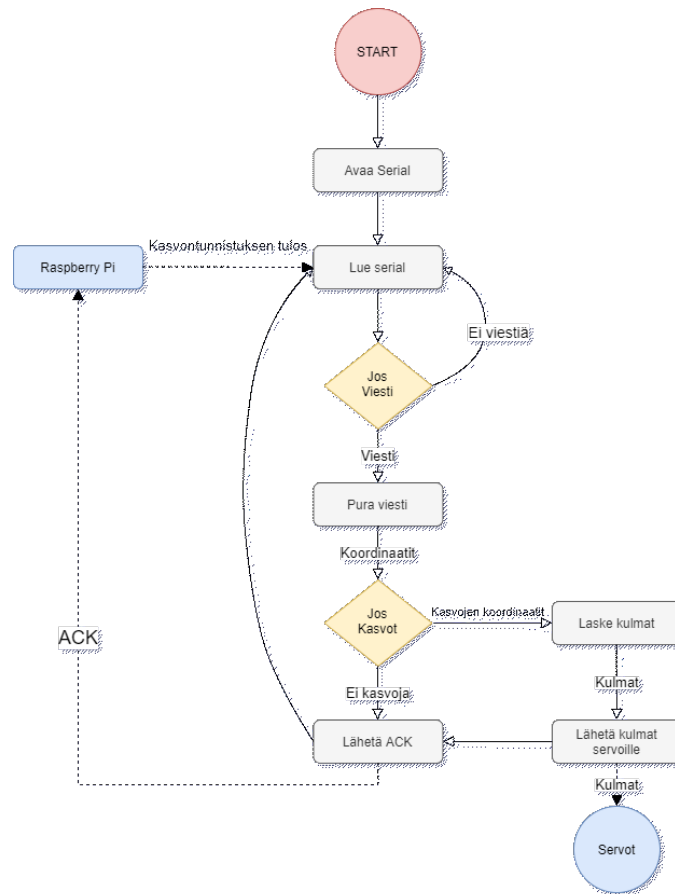 START
Avaa Serial
Kasvontunnistuksen tulos
Raspberry Pi
Lue serial
Ei viestiä
Jos
Viesti
Viesti
Pura viesti
Koordinaatit
Jos
Kasvot
Kasvojen koordinaatit
Laske kulmat
ACK
Ei kasvoja
Kulmat
Lähetä ACK
Lähetä kulmat
servoille
Kulmat
Servot